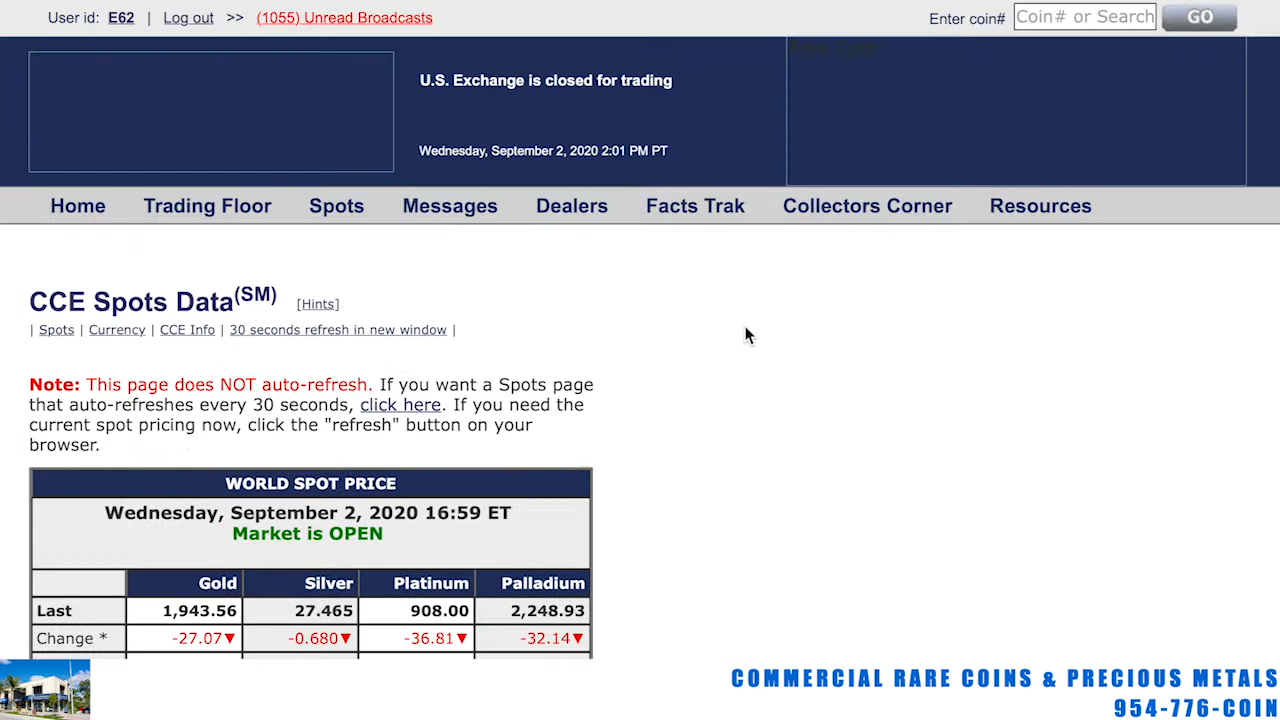 User id: E62 | Log out >> (1055) Unread Broadcasts
Enter coin# Coin# or Search GO
U.S. Exchange is closed for trading
Wednesday, September 2, 2020 2:01 PM PT
Home Trading Floor Spots Messages Dealers Facts Trak Collectors Corner Resources
CCE Spots Data(SM) [Hints]
| Spots | Currency | CCE Info | 30 seconds refresh in new window |
Note: This page does NOT auto-refresh. If you want a Spots page
that auto-refreshes every 30 seconds, click here. If you need the
current spot pricing now, click the "refresh" button on your
browser.
WORLD SPOT PRICE
Wednesday, September 2, 2020 16:59 ET
Market is OPEN
Gold Silver Platinum Palladium
Last 1,943.56 27.465 908.00 2,248.93
Change * -27.07▼ -0.680▼ -36.81▼ -32.14▼
COMMERCIAL RARE COINS & PRECIOUS METALS
954-776-COIN